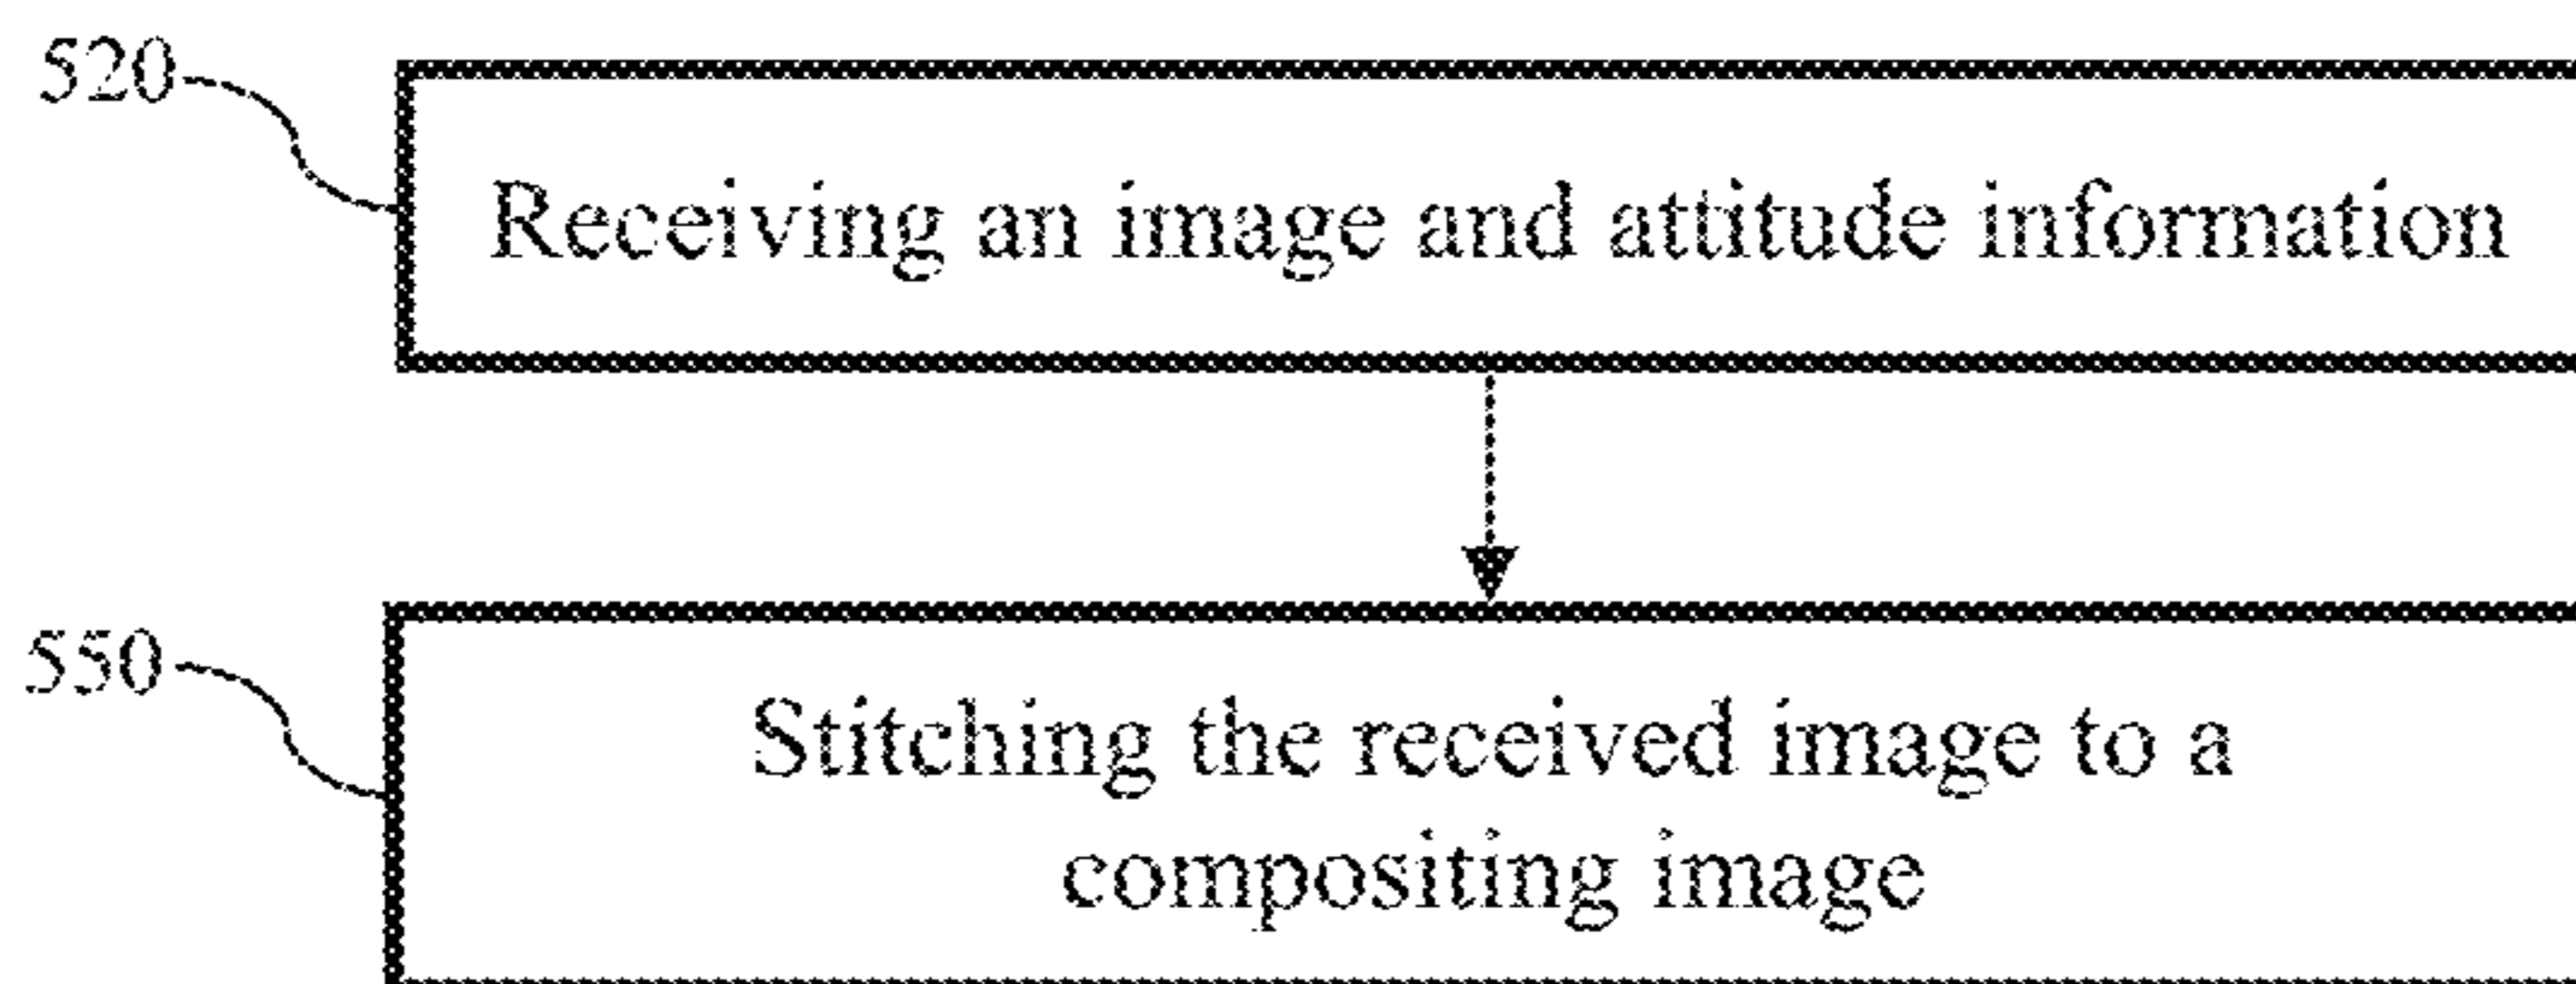 520
Receiving an image and attitude information
550
Stitching the received image to a
compositing image